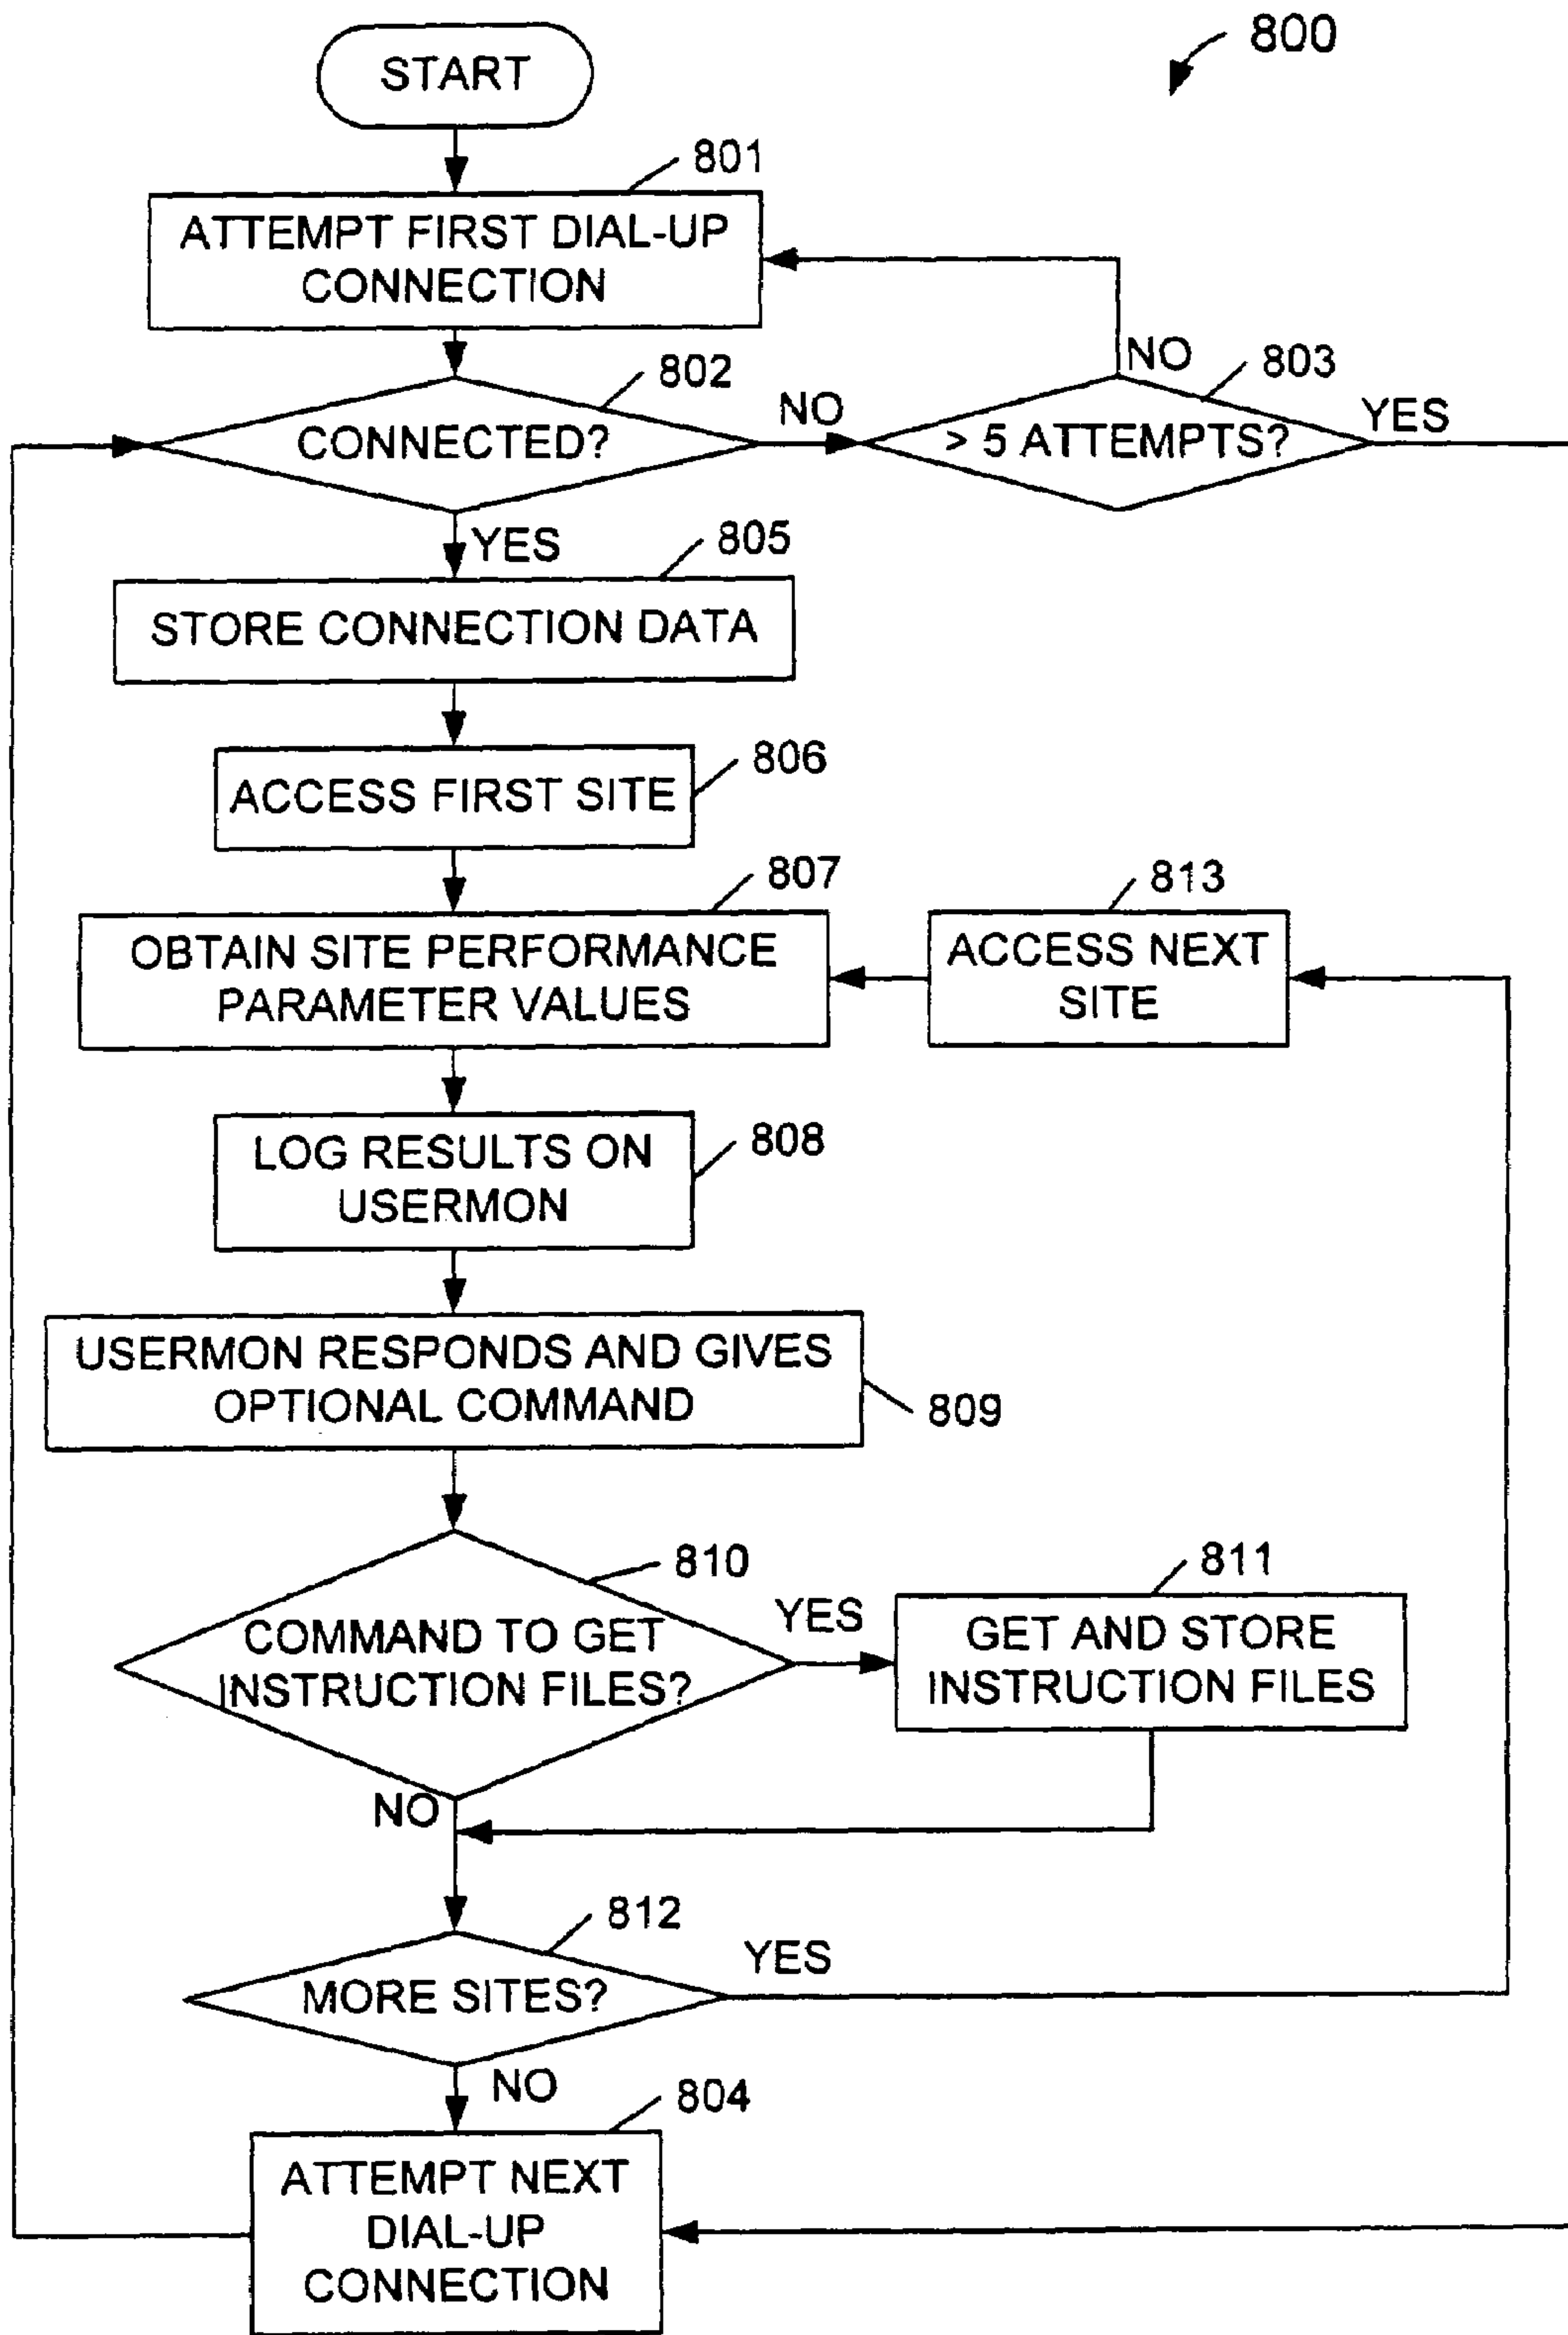 800
START
801
ATTEMPT FIRST DIAL-UP
CONNECTION
802
CONNECTED?
NO
NO
803
> 5 ATTEMPTS?
YES
YES
805
STORE CONNECTION DATA
806
ACCESS FIRST SITE
807
OBTAIN SITE PERFORMANCE
PARAMETER VALUES
813
ACCESS NEXT
SITE
808
LOG RESULTS ON
USERMON
USERMON RESPONDS AND GIVES
OPTIONAL COMMAND
809
810
COMMAND TO GET
INSTRUCTION FILES?
YES
811
GET AND STORE
INSTRUCTION FILES
NO
812
MORE SITES?
YES
NO
804
ATTEMPT NEXT
DIAL-UP
CONNECTION